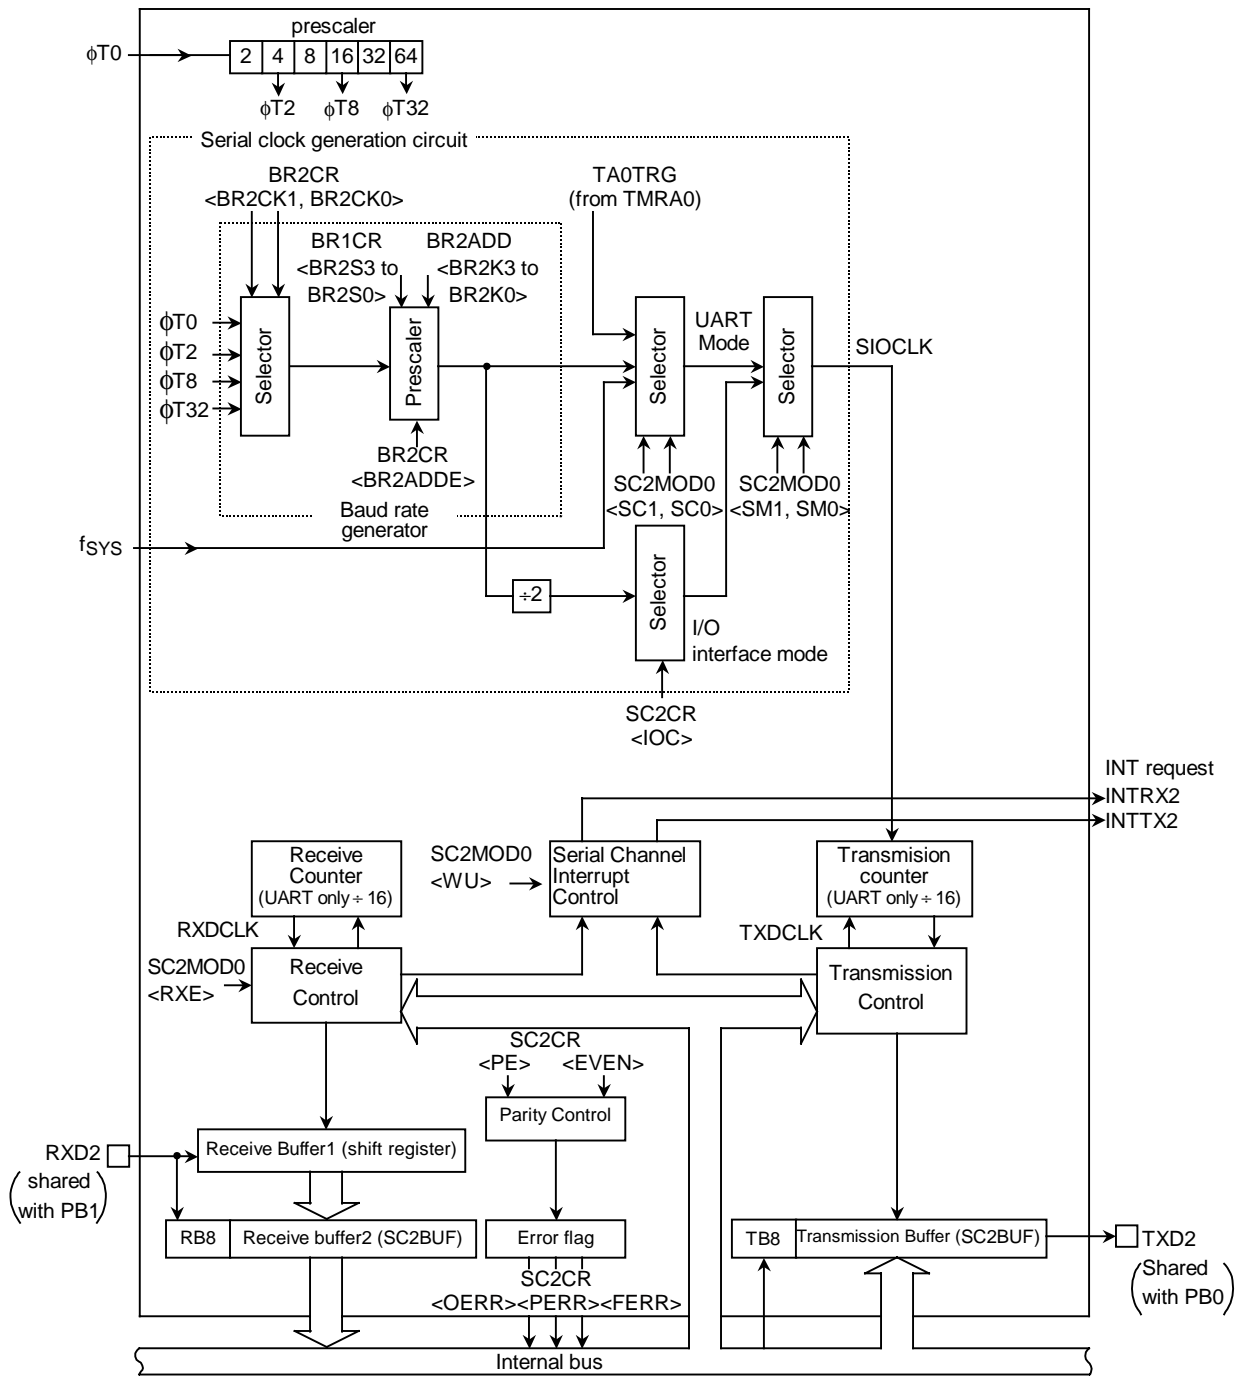 prescaler
ϕT0
2 4 8 16 32 64
ϕT2 ϕT8 ϕT32
Serial clock generation circuit
BR2CR
<BR2CK1, BR2CK0>
TA0TRG
(from TMRA0)
BR1CR
<BR2S3 to
BR2S0>
BR2ADD
<BR2K3 to
BR2K0>
ϕT0
ϕT2
ϕT8
ϕT32
Selector
Prescaler
BR2CR
<BR2ADDE>
Baud rate
generator
Selector
UART
Mode
Selector
SIOCLK
SC2MOD0
<SC1, SC0>
SC2MOD0
<SM1, SM0>
fSYS
÷2
Selector
I/O
interface mode
SC2CR
<IOC>
INT request
INTRX2
INTTX2
Receive
Counter
(UART only ÷ 16)
SC2MOD0
<WU>
Serial Channel
Interrupt
Control
Transmision
counter
(UART only ÷ 16)
RXDCLK
TXDCLK
SC2MOD0
<RXE>
Receive
Control
Transmission
Control
SC2CR
<PE> <EVEN>
Parity Control
RXD2
(shared
with PB1)
Receive Buffer1 (shift register)
RB8 Receive buffer2 (SC2BUF)
Error flag
TB8 Transmission Buffer (SC2BUF)
TXD2
(Shared
with PB0)
SC2CR
<OERR><PERR><FERR>
Internal bus